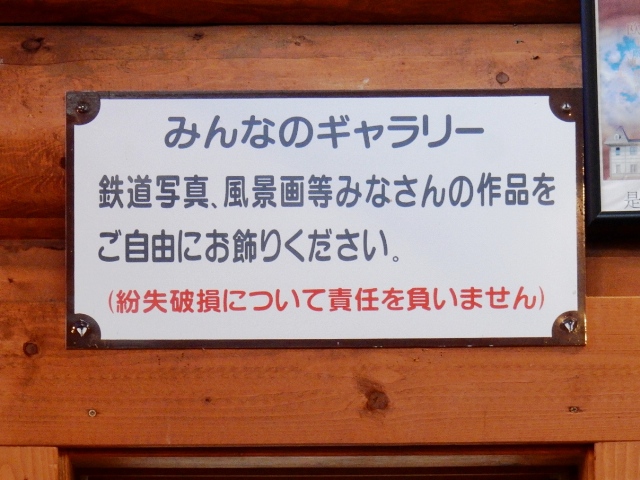 みんなのギャラリー
鉄道写真、風景画等みなさんの作品を
ご自由にお飾りください。
(紛失破損について責任を負いません)
是